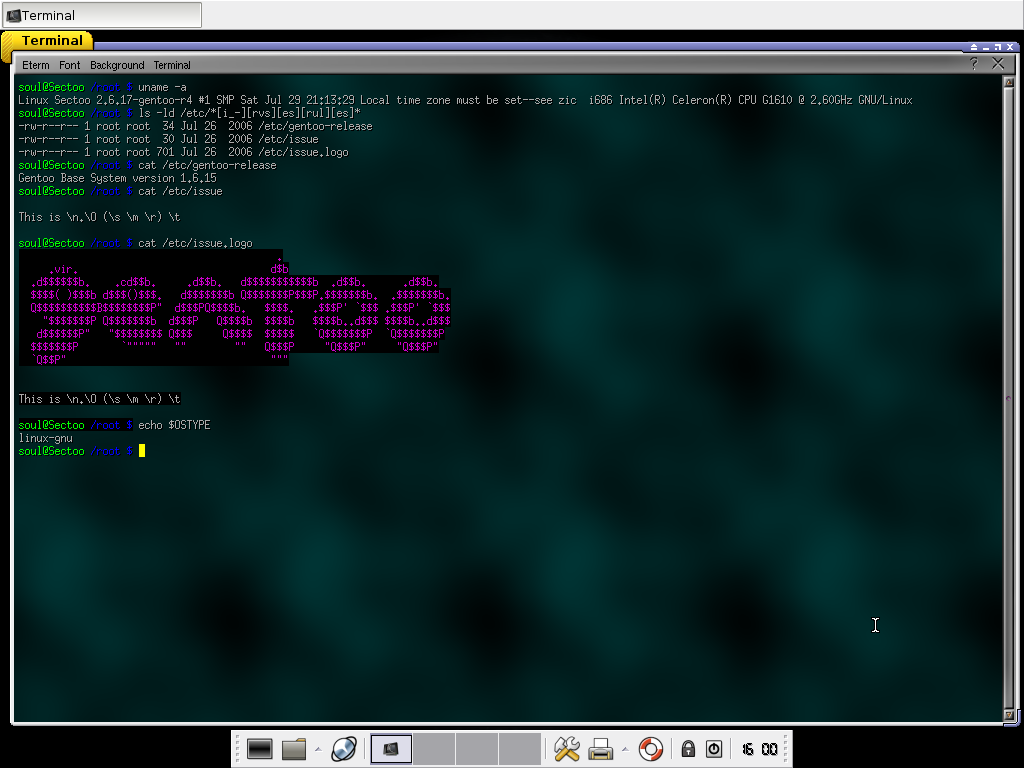 Terminal
Terminal
Eterm Font Background Terminal
soul@Sectoo /root $ uname -a
Linux Sectoo 2.6.17-gentoo-r4 #1 SMP Sat Jul 29 21:13:29 Local time zone must be set--see zic  i686 Intel(R) Celeron(R) CPU G1610 @ 2.60GHz GNU/Linux
soul@Sectoo /root $ ls -ld /etc/*[i_-][rvs][es][rul][es]*
-rw-r--r-- 1 root root  34 Jul 26  2006 /etc/gentoo-release
-rw-r--r-- 1 root root  30 Jul 26  2006 /etc/issue
-rw-r--r-- 1 root root 701 Jul 26  2006 /etc/issue.logo
soul@Sectoo /root $ cat /etc/gentoo-release
Gentoo Base System version 1.6.15
soul@Sectoo /root $ cat /etc/issue
This is \n.\O (\s \m \r) \t
soul@Sectoo /root $ cat /etc/issue.logo
This is \n.\O (\s \m \r) \t
soul@Sectoo /root $ echo $OSTYPE
linux-gnu
soul@Sectoo /root $
16 00